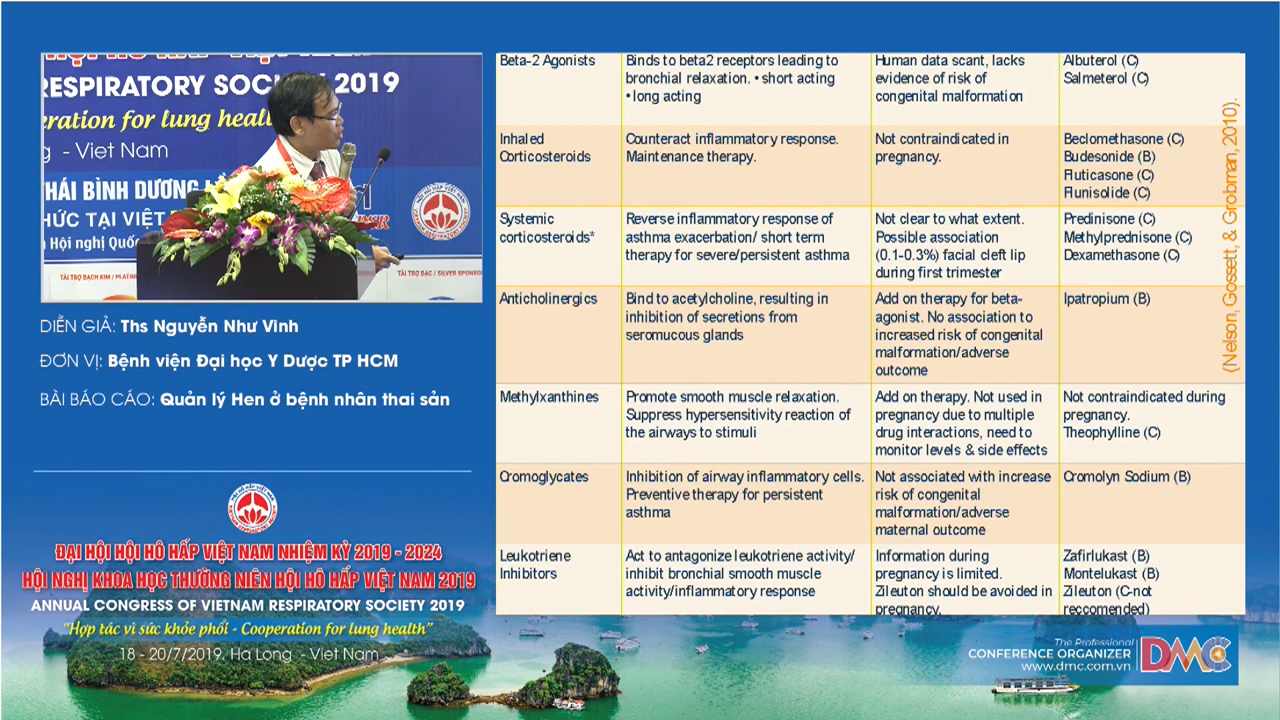 RESPIRATORY SOCIETY 2019
eration for lung healt
g - Viet Nam
THÁI BÌNH DƯƠNG
HỨC TẠI VIỆT
Hội nghị Quốc
TÀI TRỢ BẠCH KIM / PLATIN
TÀI TRỢ BẠC / SILVER SPONSOR
DIỄN GIẢ: Ths Nguyễn Như Vinh
ĐƠN VỊ: Bệnh viện Đại học Y Dược TP HCM
BÀI BÁO CÁO: Quản lý Hen ở bệnh nhân thai sản
ĐẠI HỘI HỘI HÔ HẤP VIỆT NAM NHIỆM KỲ 2019 - 2024
HỘI NGHỊ KHOA HỌC THƯỜNG NIÊN HỘI HÔ HẤP VIỆT NAM 2019
ANNUAL CONGRESS OF VIETNAM RESPIRATORY SOCIETY 2019
"Hợp tác vì sức khỏe phổi - Cooperation for lung health"
18 - 20/7/2019. Ha Long - Viet Nam
Beta-2 Agonists
Binds to beta2 receptors leading to
bronchial relaxation. • short acting
• long acting
Human data scant, lacks
evidence of risk of
congenital malformation
Albuterol (C)
Salmeterol (C)
Inhaled
Corticosteroids
Counteract inflammatory response.
Maintenance therapy.
Not contraindicated in
pregnancy.
Beclomethasone (C)
Budesonide (B)
Fluticasone (C)
Flunisolide (C)
Systemic
corticosteroids*
Reverse inflammatory response of
asthma exacerbation/ short term
therapy for severe/persistent asthma
Not clear to what extent.
Possible association
(0.1-0.3%) facial cleft lip
during first trimester
Predinisone (C)
Methylprednisone (C)
Dexamethasone (C)
Anticholinergics
Bind to acetylcholine, resulting in
inhibition of secretions from
seromucous glands
Add on therapy for beta-
agonist. No association to
increased risk of congenital
malformation/adverse
outcome
Ipatropium (B)
Methylxanthines
Promote smooth muscle relaxation.
Suppress hypersensitivity reaction of
the airways to stimuli
Add on therapy. Not used in
pregnancy due to multiple
drug interactions, need to
monitor levels & side effects
Not contraindicated during
pregnancy.
Theophylline (C)
Cromoglycates
Inhibition of airway inflammatory cells.
Preventive therapy for persistent
asthma
Not associated with increase
risk of congenital
malformation/adverse
maternal outcome
Cromolyn Sodium (B)
Leukotriene
Inhibitors
Act to antagonize leukotriene activity/
inhibit bronchial smooth muscle
activity/inflammatory response
Information during
pregnancy is limited.
Zileuton should be avoided in
pregnancy.
Zafirlukast (B)
Montelukast (B)
Zileuton (C-not
reccomended)
(Nelson, Gossett, & Grobman, 2010).
The Professional
CONFERENCE ORGANIZER
www.dmc.com.vn
DMC